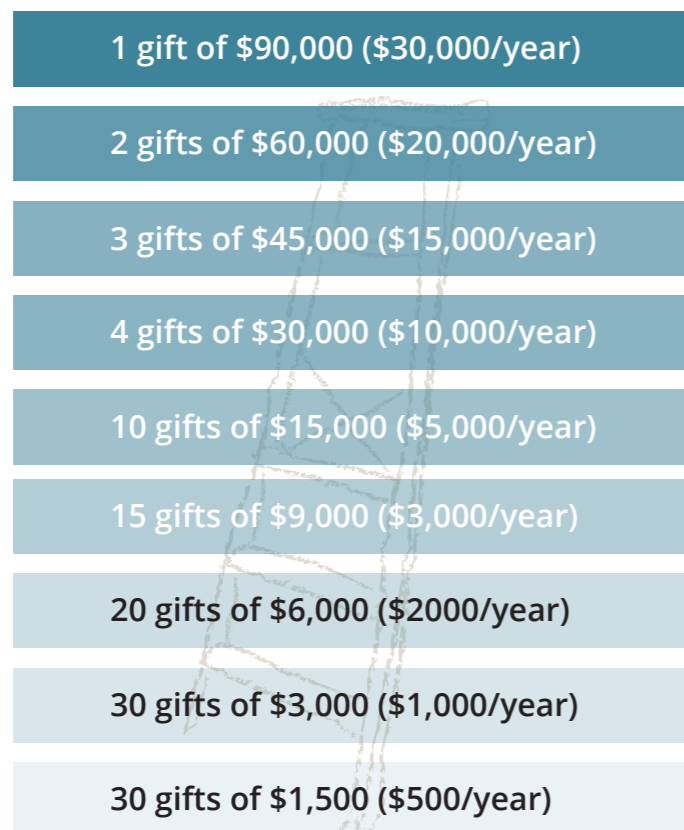 1 gift of $90,000 ($30,000/year)
2 gifts of $60,000 ($20,000/year)
3 gifts of $45,000 ($15,000/year)
4 gifts of $30,000 ($10,000/year)
10 gifts of $15,000 ($5,000/year)
15 gifts of $9,000 ($3,000/year)
20 gifts of $6,000 ($2000/year)
30 gifts of $3,000 ($1,000/year)
30 gifts of $1,500 ($500/year)